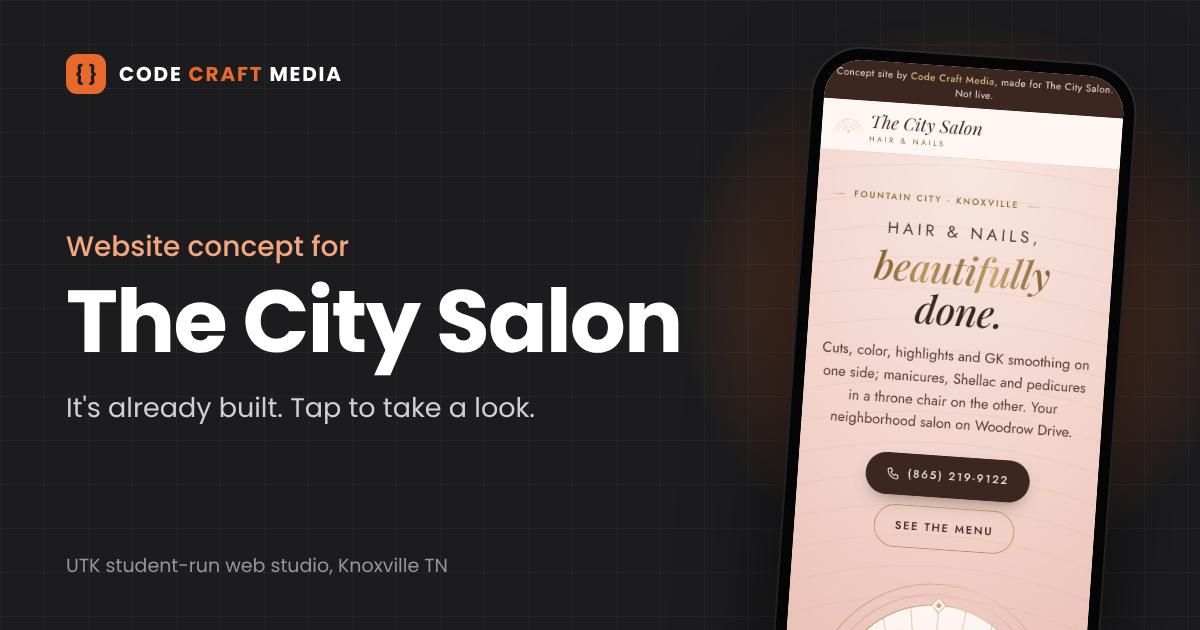 { } CODE CRAFT MEDIA
Website concept for
The City Salon
It's already built. Tap to take a look.
UTK student-run web studio, Knoxville TN
Concept site by Code Craft Media, made for The City Salon.
Not live.
The City Salon
HAIR & NAILS
FOUNTAIN CITY · KNOXVILLE
HAIR & NAILS,
beautifully
done.
Cuts, color, highlights and GK smoothing on
one side; manicures, Shellac and pedicures
in a throne chair on the other. Your
neighborhood salon on Woodrow Drive.
(865) 219-9122
SEE THE MENU